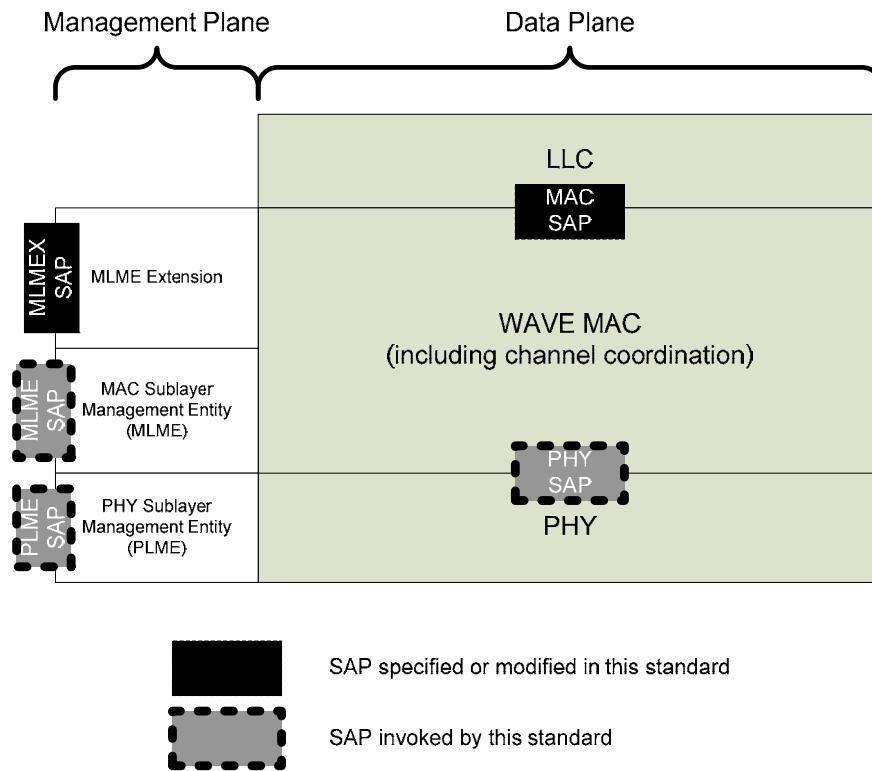 Management Plane
Data Plane
LLC
MAC
SAP
MLMEX
SAP
MLME Extension
WAVE MAC
(including channel coordination)
MLME
SAP
MAC Sublayer
Management Entity
(MLME)
PHY
SAP
PLME
SAP
PHY Sublayer
Management Entity
(PLME)
PHY
SAP specified or modified in this standard
SAP invoked by this standard